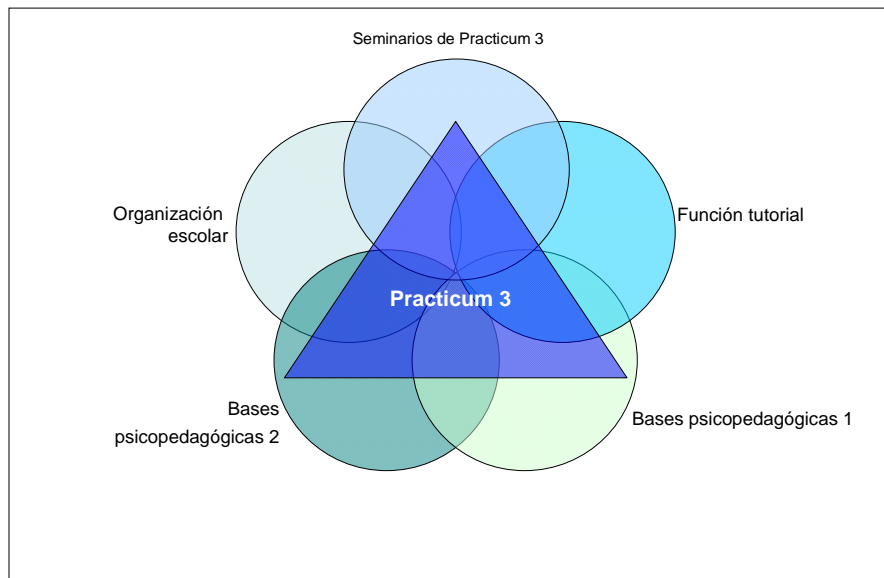 Seminarios de Practicum 3
Organización
escolar
Función tutorial
Practicum 3
Bases
psicopedagógicas 2
Bases psicopedagógicas 1